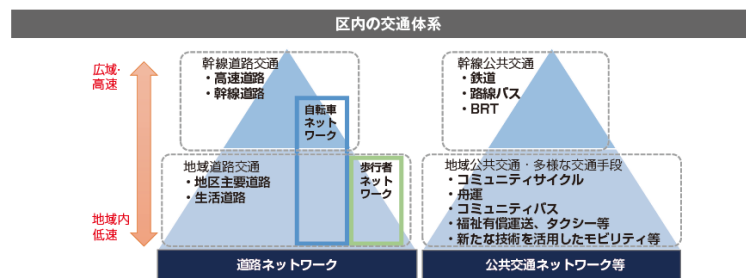 区内の交通体系
広域・
高速
地域内
低速
幹線道路交通
・高速道路
・幹線道路
自転車
ネット
ワーク
地域道路交通
・地区主要道路
・生活道路
歩行者
ネット
ワーク
道路ネットワーク
幹線公共交通
・鉄道
・路線バス
・BRT
地域公共交通・多様な交通手段
・コミュニティサイクル
・舟運
・コミュニティバス
・福祉有償運送、タクシー等
・新たな技術を活用したモビリティ等
公共交通ネットワーク等